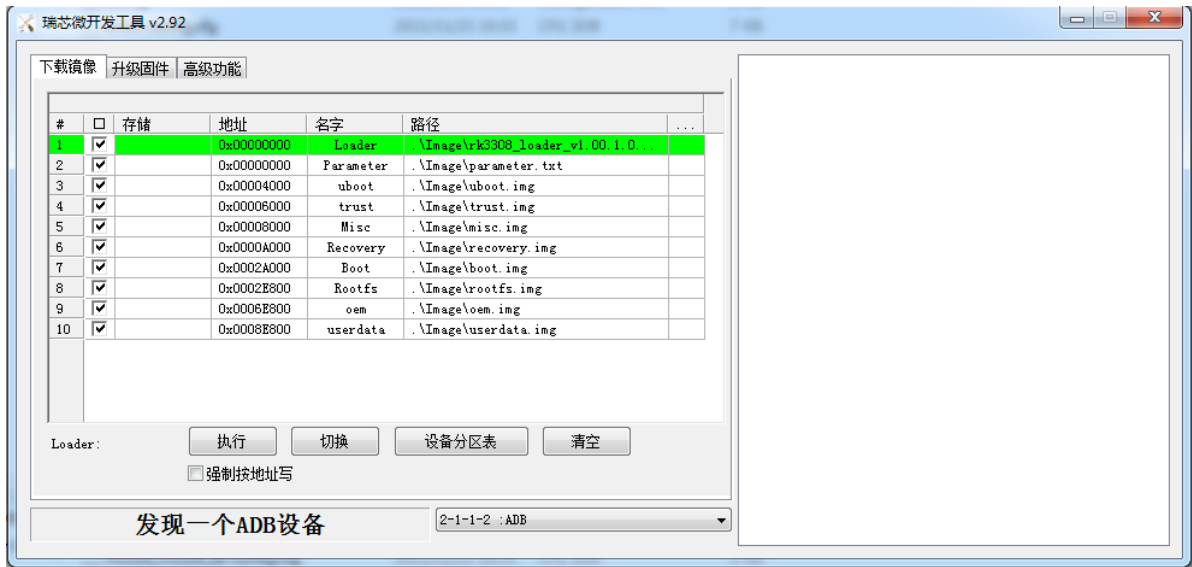 瑞芯微开发工具 v2.92
下载镜像 升级固件 高级功能
# 存储 地址 名字 路径 ...
1 0x00000000 Loader .\Image\rk3308_loader_v1.00.1.0...
2 0x00000000 Parameter .\Image\parameter.txt
3 0x00004000 uboot .\Image\uboot.img
4 0x00006000 trust .\Image\trust.img
5 0x00008000 Misc .\Image\misc.img
6 0x0000A000 Recovery .\Image\recovery.img
7 0x0002A000 Boot .\Image\boot.img
8 0x0002E800 Rootfs .\Image\rootfs.img
9 0x0006E800 oem .\Image\oem.img
10 0x0008E800 userdata .\Image\userdata.img
Loader: 执行 切换 设备分区表 清空
强制按地址写
发现一个ADB设备 2-1-1-2 :ADB